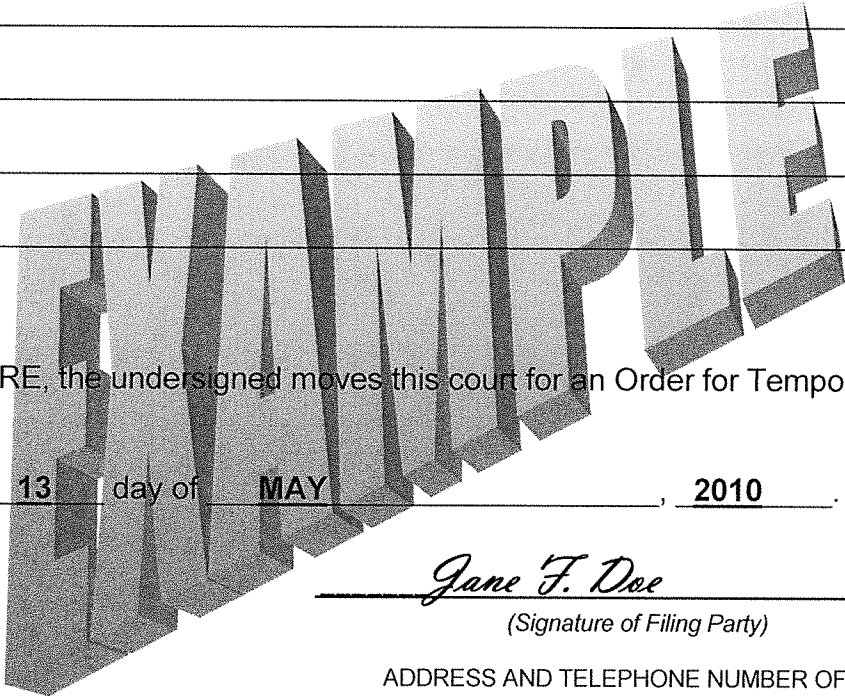 EXAMPLE
RE, the undersigned moves this court for an Order for Tempo
13 day of MAY , 2010 .
Jane F. Doe
(Signature of Filing Party)
ADDRESS AND TELEPHONE NUMBER OF